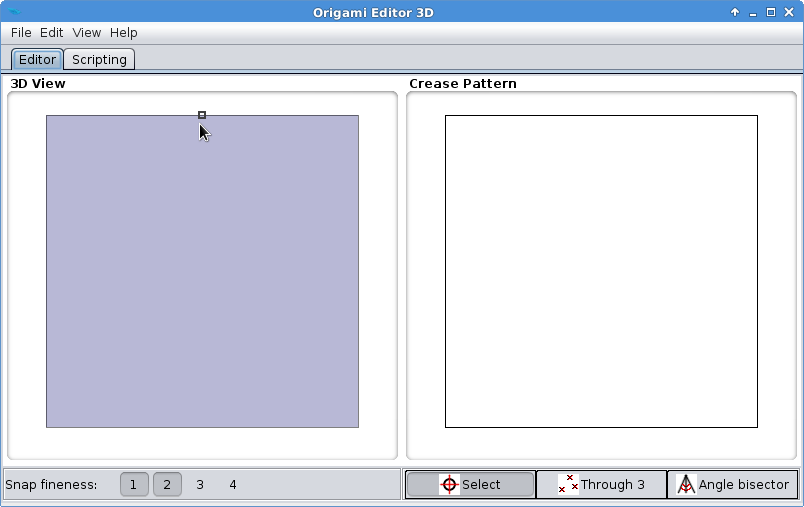 Origami Editor 3D
File Edit View Help
Editor Scripting
3D View Crease Pattern
Snap fineness: 1 2 3 4 Select Through 3 Angle bisector